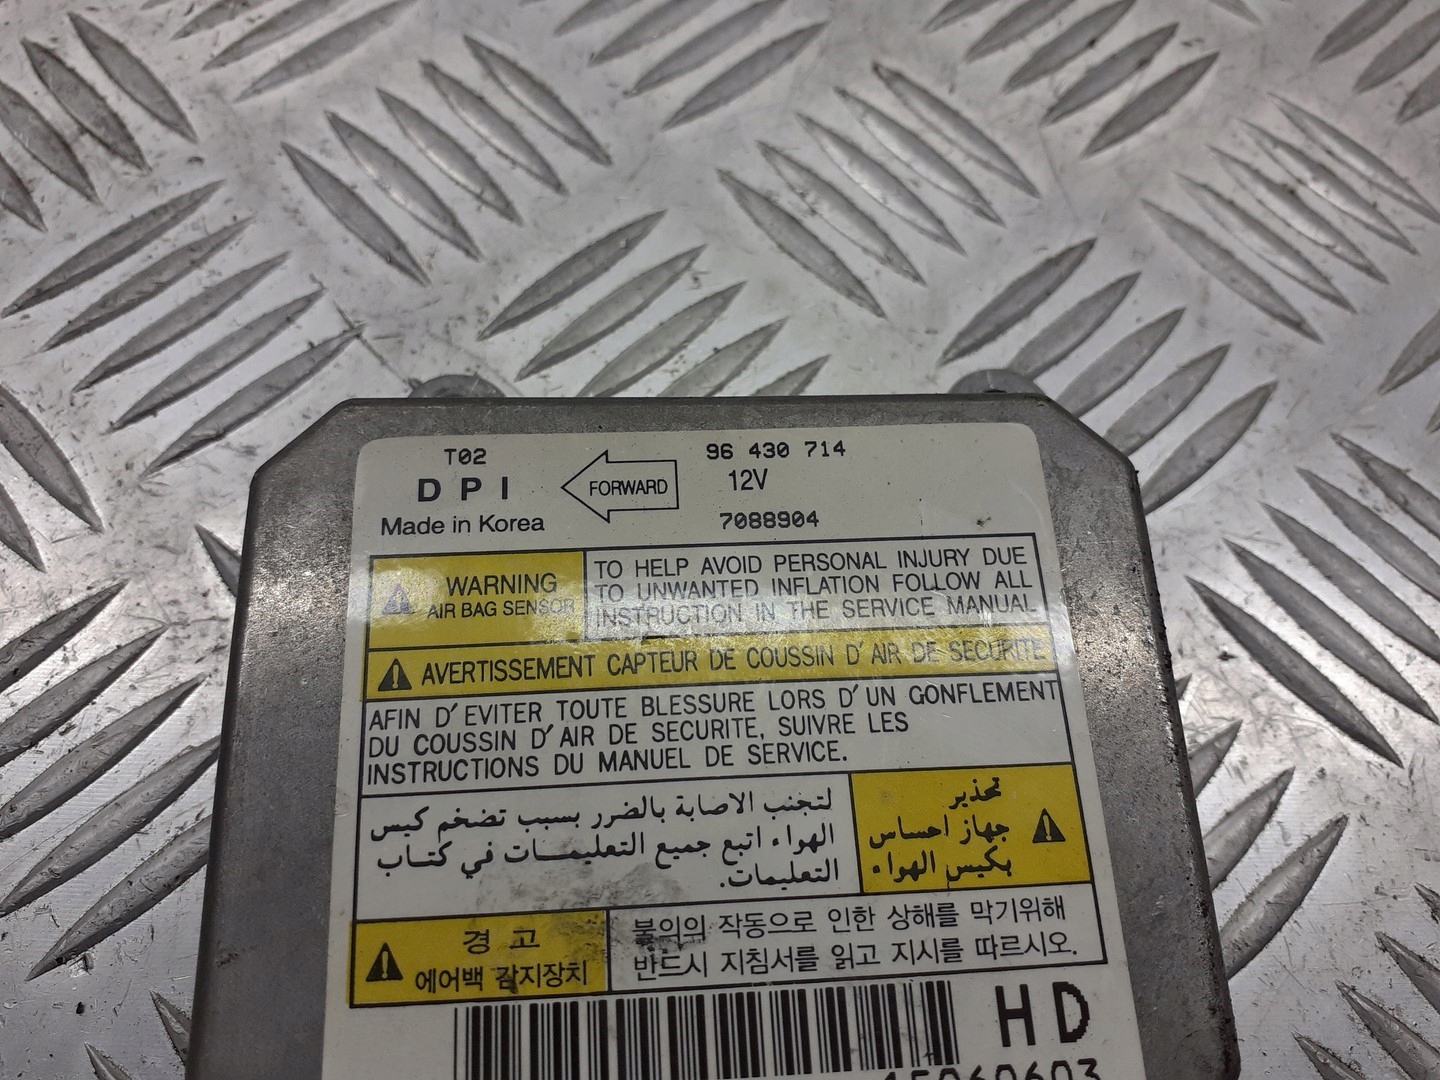 T02
DPI
Made in Korea
FORWARD
96 430 714
12V
7088904
WARNING
AIR BAG SENSOR
TO HELP AVOID PERSONAL INJURY DUE
TO UNWANTED INFLATION FOLLOW ALL
INSTRUCTION IN THE SERVICE MANUAL
AVERTISSEMENT CAPTEUR DE COUSSIN D'AIR DE SECURITE
AFIN D'EVITER TOUTE BLESSURE LORS D'UN GONFLEMENT
DU COUSSIN D'AIR DE SECURITE, SUIVRE LES
INSTRUCTIONS DU MANUEL DE SERVICE.
تحذير
جهاز احساس
بكيس الهواء
لتجنب الاصابة بالضرر بسبب تضخم كيس
الهواء اتبع جميع التعليمات في كتاب
التعليمات.
경 고
에어백 감지장치
불의의 작동으로 인한 상해를 막기위해
반드시 지침서를 읽고 지시를 따르시오.
HD